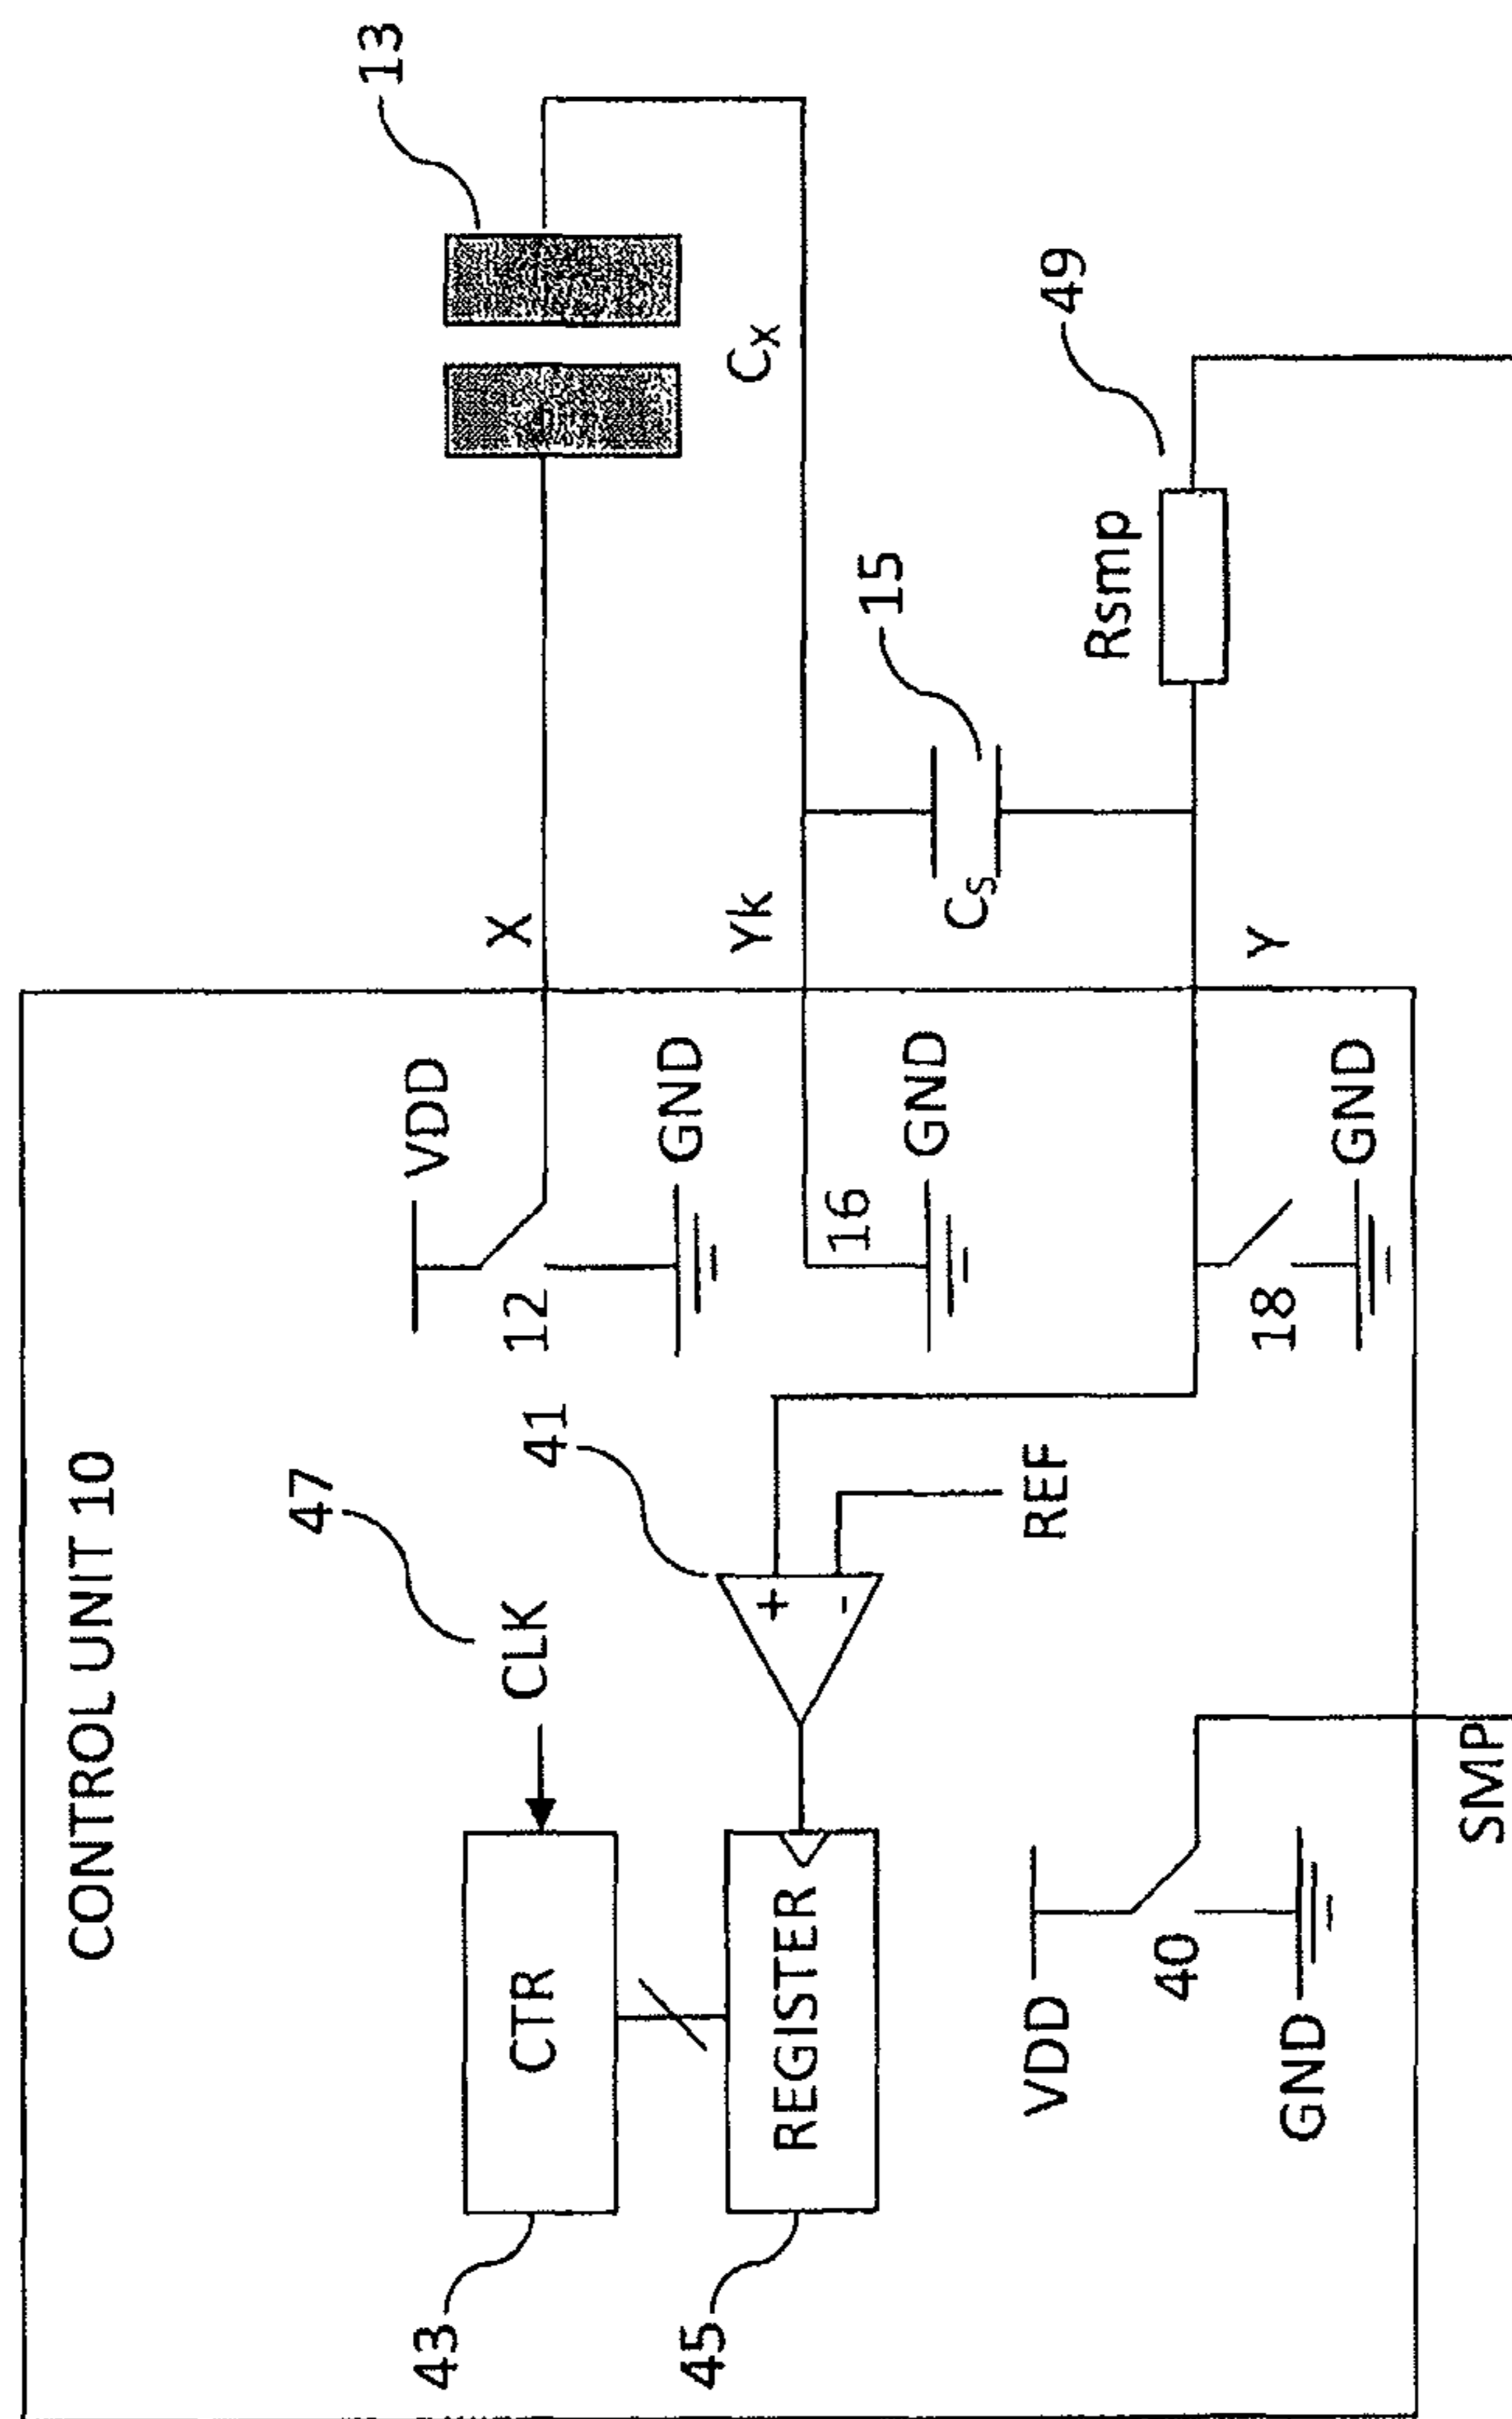 CONTROL UNIT 10
47
CLK
CTR
43
REGISTER
45
41
+
-
REF
VDD
12
GND
16
GND
18
GND
VDD
40
GND
SMP
X
Yk
Y
13
CX
15
CS
Rsmp
49